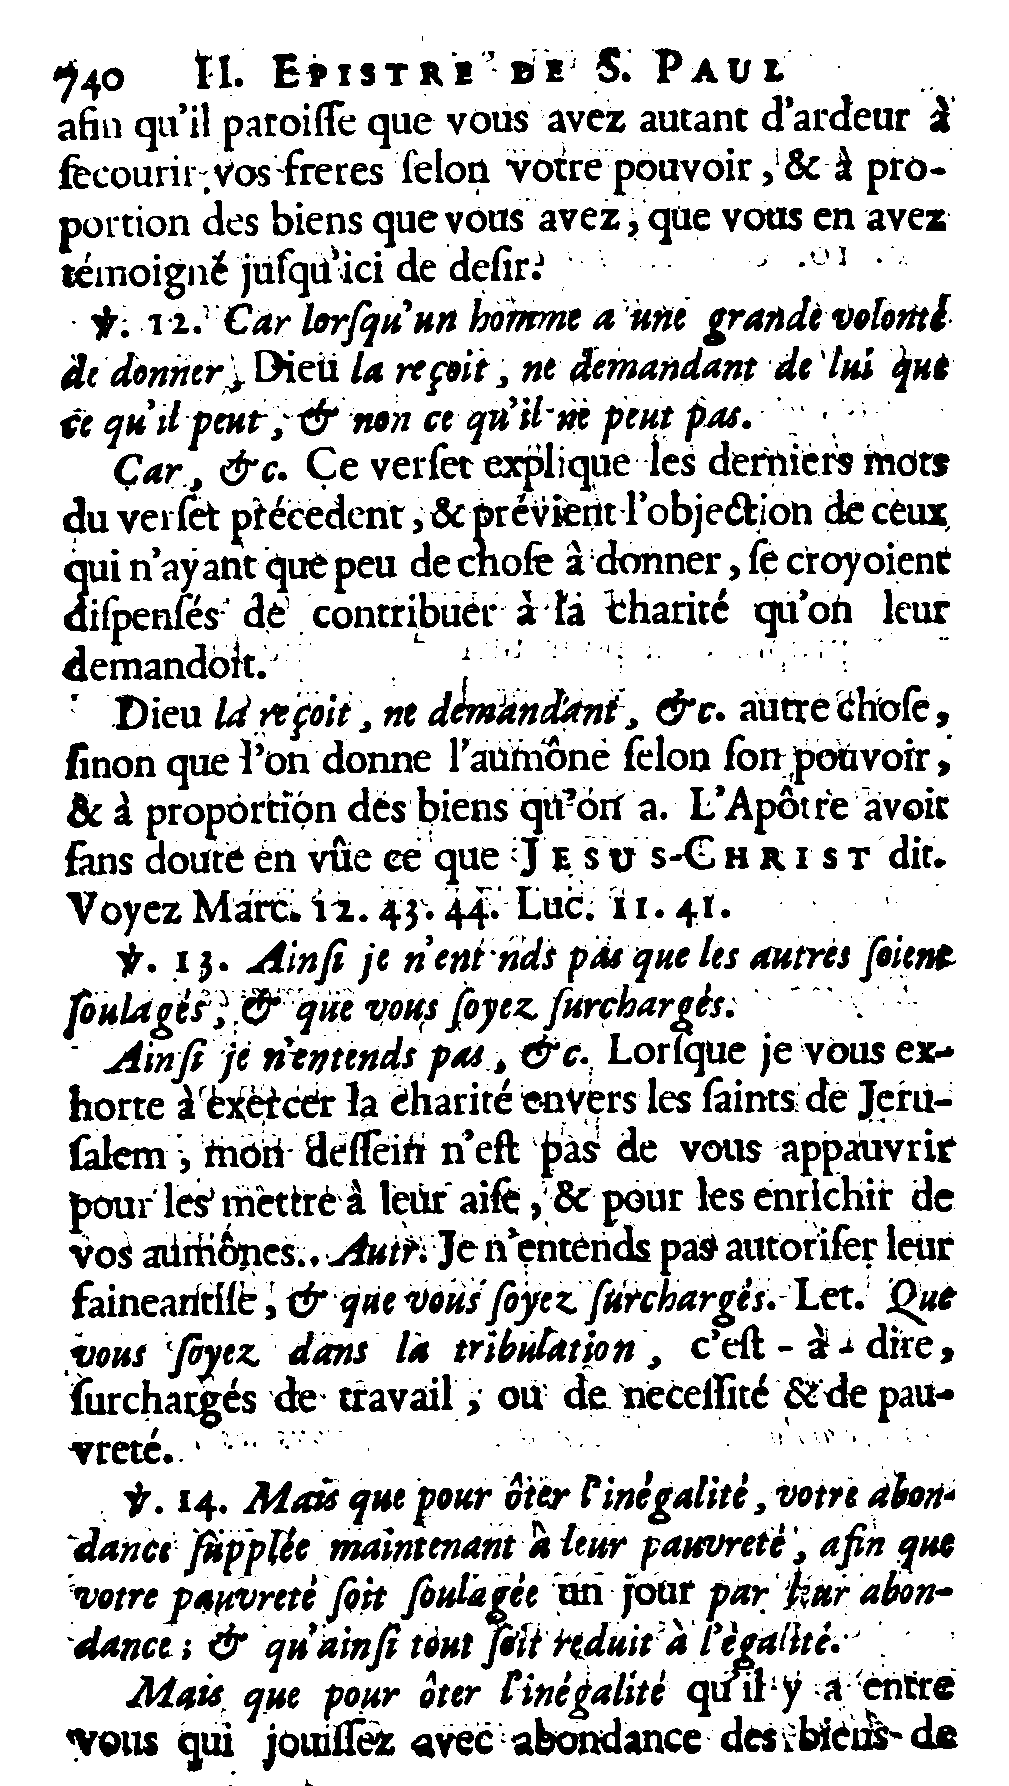 740 II. EPISTRE DE S. PAUL
afin qu'il paroiſſe que vous avez autant d'ardeur à
ſecourir vos freres ſelon votre pouvoir, & à pro-
portion des biens que vous avez, que vous en avez
témoigné juſqu'ici de deſir.
℣. 12. Car lorſqu'un homme a une grande volonté
de donner, Dieu la reçoit, ne demandant de lui que
ce qu'il peut, & non ce qu'il ne peut pas.
Car, &c. Ce verſet explique les derniers mots
du verſet précedent, & prévient l'objection de ceux
qui n'ayant que peu de choſe à donner, ſe croyoient
diſpenſés de contribuer à la charité qu'on leur
demandoit.
Dieu la reçoit, ne demandant, &c. autre choſe,
ſinon que l'on donne l'aumône ſelon ſon pouvoir,
& à proportion des biens qu'on a. L'Apôtre avoit
ſans doute en vûe ce que JESUS-CHRIST dit.
Voyez Marc. 12. 43. 44. Luc. 11. 41.
℣. 13. Ainſi je n'ent nds pas que les autres ſoient
ſoulagés, & que vous ſoyez ſurchargés.
Ainſi je n'entends pas, &c. Lorſque je vous ex-
horte à exercer la charité envers les ſaints de Jeru-
ſalem, mon deſſein n'eſt pas de vous appauvrir
pour les mettre à leur aiſe, & pour les enrichir de
vos aumônes. Autr. Je n'entends pas autoriſer leur
faineantiſe, & que vous ſoyez ſurchargés. Let. Que
vous ſoyez dans la tribulation, c'eſt-à-dire,
ſurchargés de travail, ou de neceſſité & de pau-
vreté.
℣. 14. Mais que pour ôter l'inégalité, votre abon-
dance ſupplée maintenant à leur pauvreté, afin que
votre pauvreté ſoit ſoulagée un jour par leur abon-
dance; & qu'ainſi tout ſoit reduit à l'égalité.
Mais que pour ôter l'inégalité qu'il y a entre
vous qui jouiſſez avec abondance des biens de